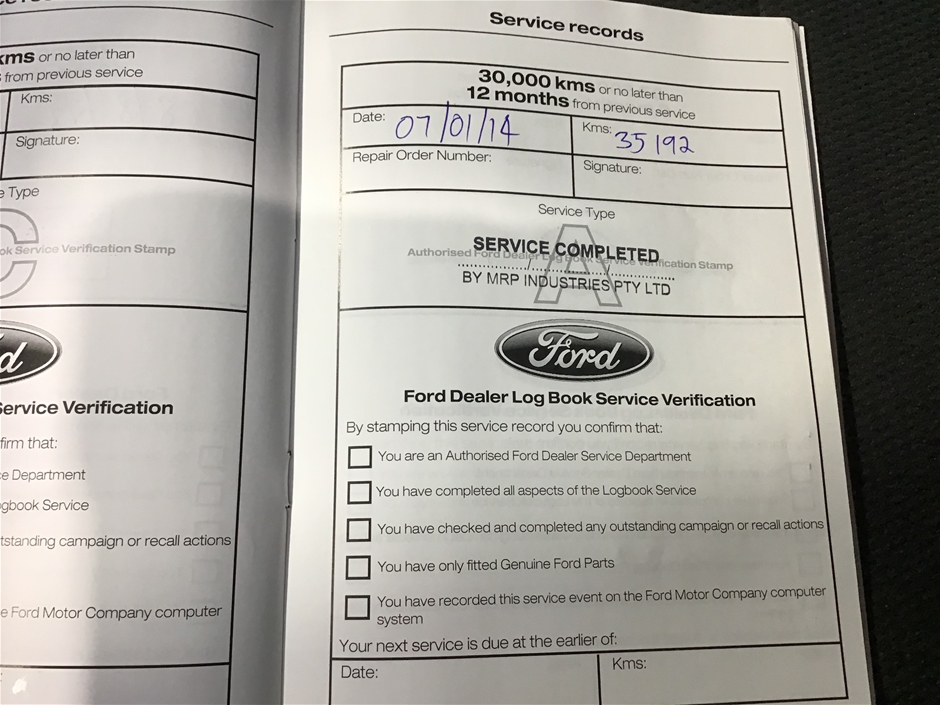 kms or no later than
from previous service
Kms:
Signature:
Type
C
Service Verification Stamp
Service Verification
firm that:
Department
Logbook Service
outstanding campaign or recall actions
Ford Motor Company computer
Service records
30,000 kms or no later than
12 months from previous service
Date: 07/01/14
Kms: 35192
Repair Order Number:
Signature:
Service Type
A
Authorised Ford Dealer Log Book Service Verification Stamp
SERVICE COMPLETED
BY MRP INDUSTRIES PTY LTD
Ford
Ford Dealer Log Book Service Verification
By stamping this service record you confirm that:
You are an Authorised Ford Dealer Service Department
You have completed all aspects of the Logbook Service
You have checked and completed any outstanding campaign or recall actions
You have only fitted Genuine Ford Parts
You have recorded this service event on the Ford Motor Company computer
system
Your next service is due at the earlier of:
Date:
Kms: